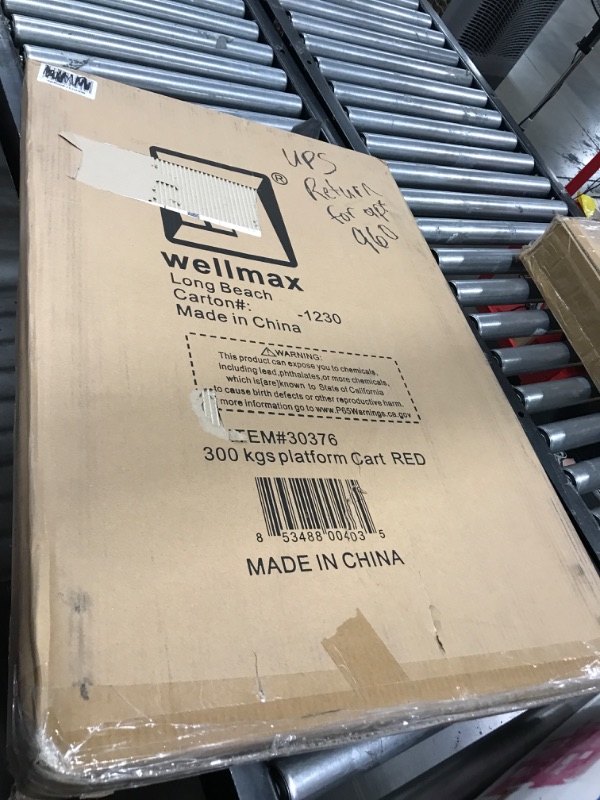 UPS
Return
for apt
960
®
wellmax
Long Beach
Carton#: -1230
Made in China
⚠WARNING:
This product can expose you to chemicals,
including lead,phthalates,or more chemicals,
which is[are]known to State of California
to cause birth defects or other reproductive harm.
more information go to www.P65Warnings.ca.gov
EM#30376
300 kgs platform Cart RED
8 53488 00403 5
MADE IN CHINA